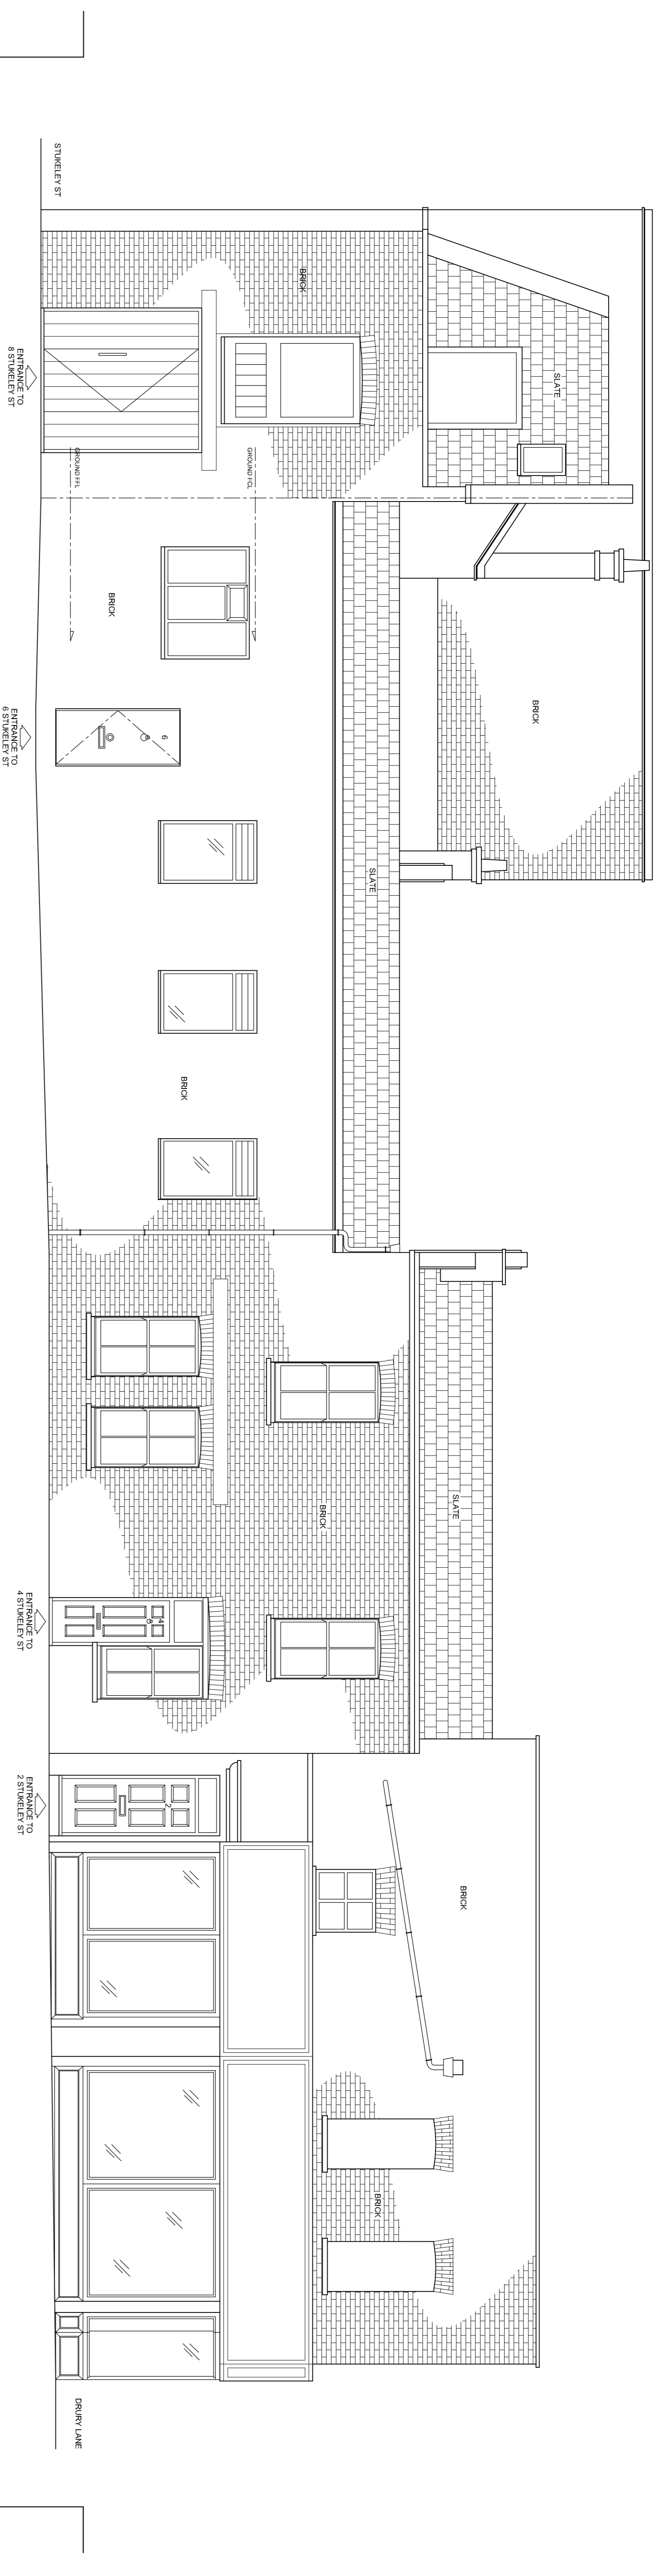 STUKELEY ST
BRICK
SLATE
ENTRANCE TO
8 STUKELEY ST
GROUND FCL
GROUND FFL
BRICK
BRICK
6
ENTRANCE TO
6 STUKELEY ST
SLATE
BRICK
SLATE
BRICK
4
8
ENTRANCE TO
4 STUKELEY ST
2
ENTRANCE TO
2 STUKELEY ST
BRICK
BRICK
DRURY LANE